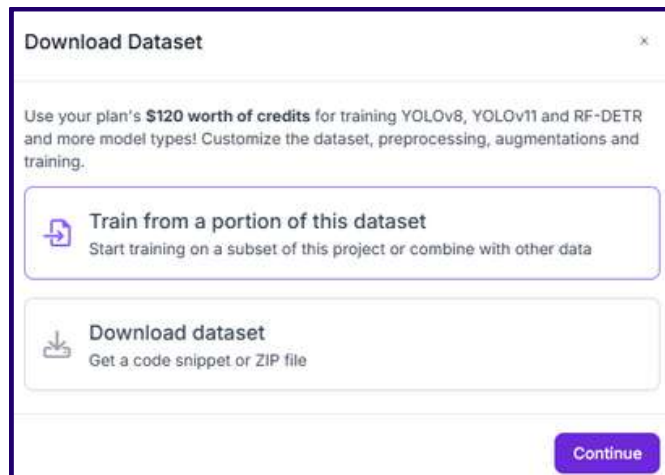 Download Dataset
×
Use your plan's $120 worth of credits for training YOLOv8, YOLOv11 and RF-DETR
and more model types! Customize the dataset, preprocessing, augmentations and
training.
Train from a portion of this dataset
Start training on a subset of this project or combine with other data
Download dataset
Get a code snippet or ZIP file
Continue